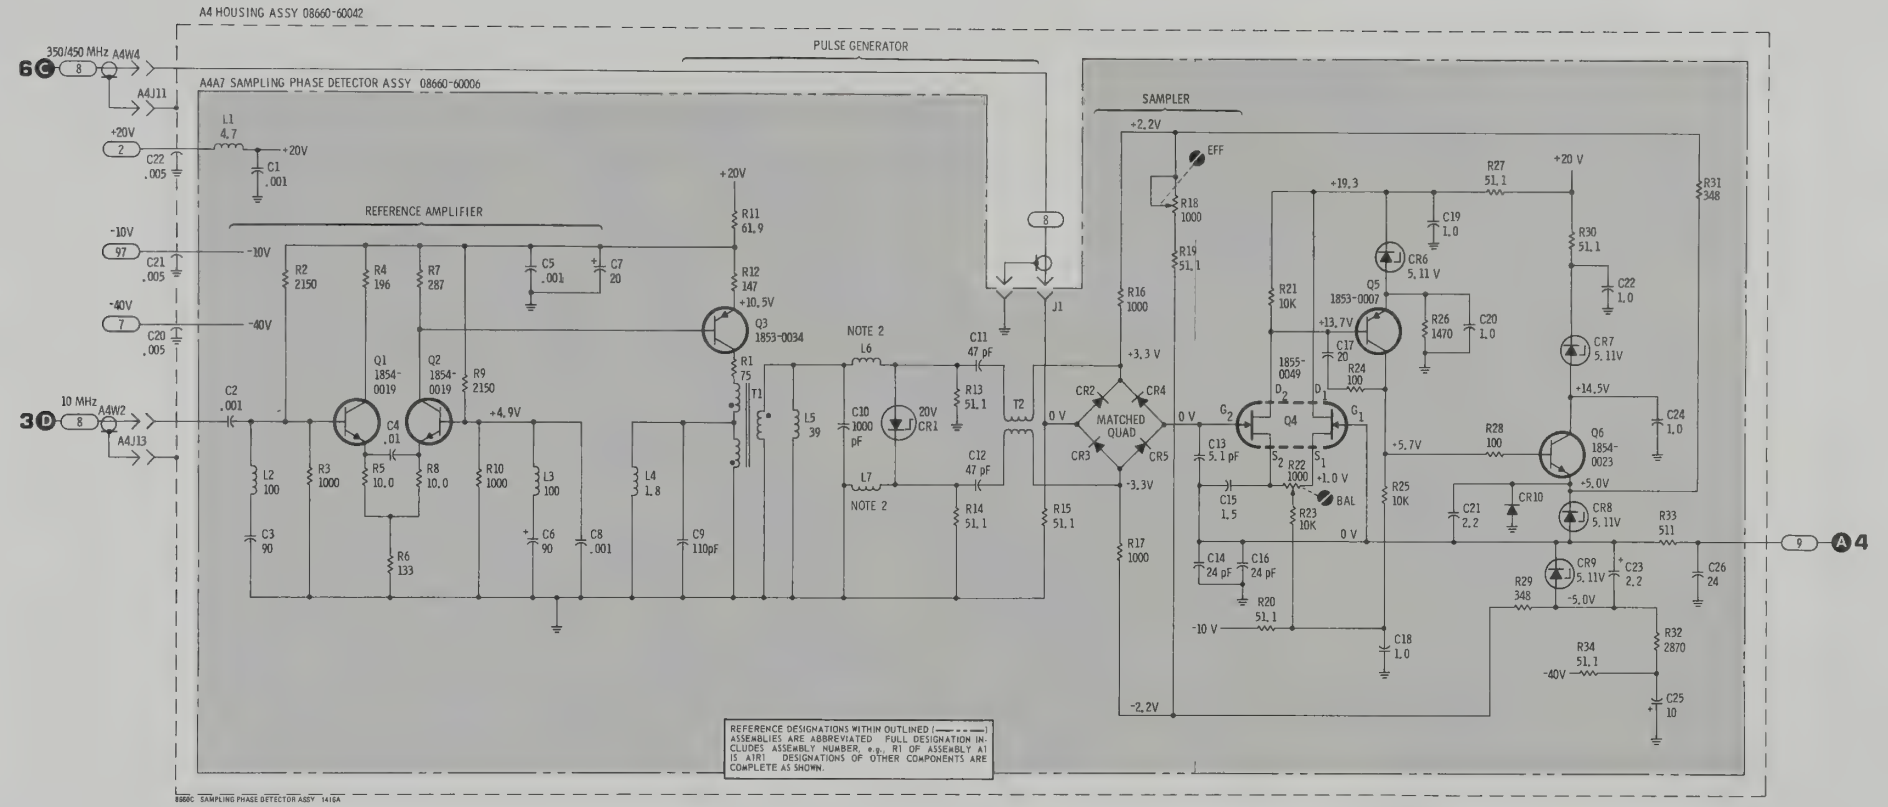 A4 HOUSING ASSY 08660-60042
350/450 MHz A4W4
6 C 8
A4J11
PULSE GENERATOR
A4A7 SAMPLING PHASE DETECTOR ASSY 08660-60006
SAMPLER
+20V
2
C22
.005
L1
4.7
+20V
C1
.001
-10V
97
C21
.005
-10V
-40V
7
C20
.005
-40V
10 MHz
A4W2
3 D 8
A4J13
REFERENCE AMPLIFIER
C2
.001
R2
2150
R4
196
R7
287
R9
2150
C5
.001
+
C7
20
Q1
1854-
0019
Q2
1854-
0019
C4
.01
+4.9V
L2
100
C3
90
R3
1000
R5
10.0
R8
10.0
R6
133
R10
1000
L3
100
+
C6
90
C8
.001
+20V
R11
61.9
R12
147
+10.5V
Q3
1853-0034
R1
75
T1
L4
1.8
C9
110pF
L5
39
NOTE 2
L6
C10
1000
pF
20V
CR1
L7
NOTE 2
C11
47 pF
R13
51.1
C12
47 pF
R14
51.1
T2
8
J1
0 V
R15
51.1
+2.2V
EFF
R18
1000
R19
51.1
R16
1000
+3.3 V
CR2
CR4
MATCHED
QUAD
CR3
CR5
0 V
-3.3V
R17
1000
-2.2V
+19.3
R21
10K
+13.7V
C17
20
R24
100
1855-
0049
D2
D1
G2
Q4
G1
S2
S1
C13
5.1 pF
R22
1000
+1.0 V
BAL
C15
1.5
R23
10K
C14
24 pF
C16
24 pF
R20
51.1
-10 V
0 V
Q5
1853-0007
CR6
5.11 V
C19
1.0
R26
1470
C20
1.0
R27
51.1
+20 V
R30
51.1
R31
348
C22
1.0
CR7
5.11V
+14.5V
C24
1.0
+5.7V
R28
100
Q6
1854-
0023
+5.0V
R25
10K
C21
2.2
CR10
CR8
5.11V
R33
511
9
A 4
CR9
5.11V
+
C23
2.2
C26
24
R29
348
-5.0V
C18
1.0
R32
2870
R34
51.1
-40V
+
C25
10
REFERENCE DESIGNATIONS WITHIN OUTLINED (— - - — - - —)
ASSEMBLIES ARE ABBREVIATED FULL DESIGNATION IN-
CLUDES ASSEMBLY NUMBER, e.g., R1 OF ASSEMBLY A1
IS A1R1 DESIGNATIONS OF OTHER COMPONENTS ARE
COMPLETE AS SHOWN.
8660C SAMPLING PHASE DETECTOR ASSY 1416A